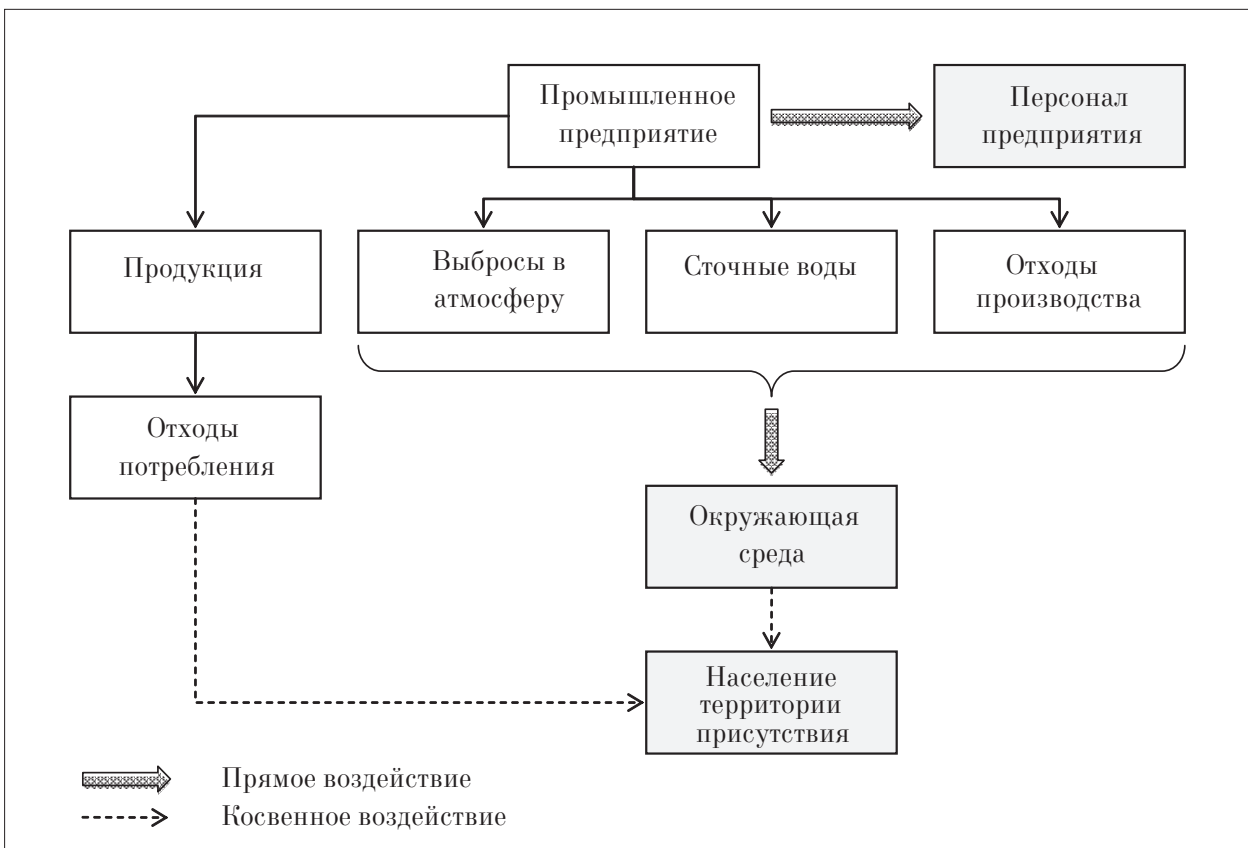 Промышленное
предприятие
Персонал
предприятия
Продукция
Выбросы в
атмосферу
Сточные воды
Отходы
производства
Отходы
потребления
Окружающая
среда
Население
территории
присутствия
Прямое воздействие
Косвенное воздействие